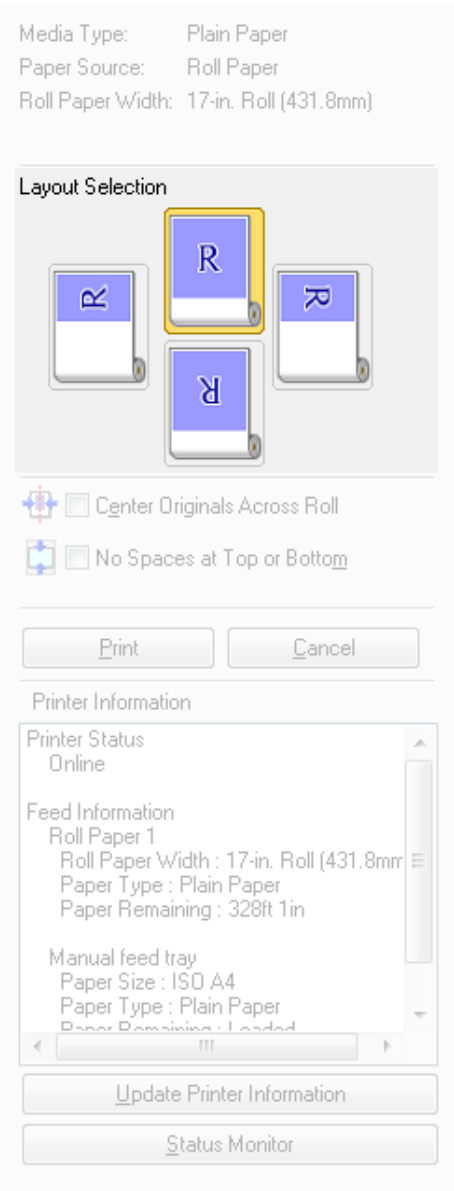 Media Type: Plain Paper
Paper Source: Roll Paper
Roll Paper Width: 17-in. Roll (431.8mm)
Layout Selection
R
R R
R
Center Originals Across Roll
No Spaces at Top or Bottom
Print Cancel
Printer Information
Printer Status
Online
Feed Information
Roll Paper 1
Roll Paper Width : 17-in. Roll (431.8mm
Paper Type : Plain Paper
Paper Remaining : 328ft 1in
Manual feed tray
Paper Size : ISO A4
Paper Type : Plain Paper
Paper Remaining : Loaded
Update Printer Information
Status Monitor